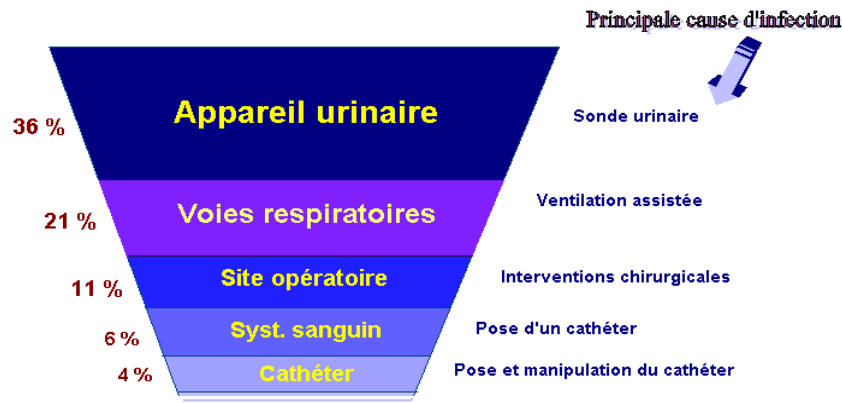 Principale cause d'infection
36 % Appareil urinaire Sonde urinaire
21 % Voies respiratoires Ventilation assistée
11 % Site opératoire Interventions chirurgicales
6 % Syst. sanguin Pose d'un cathéter
4 % Cathéter Pose et manipulation du cathéter